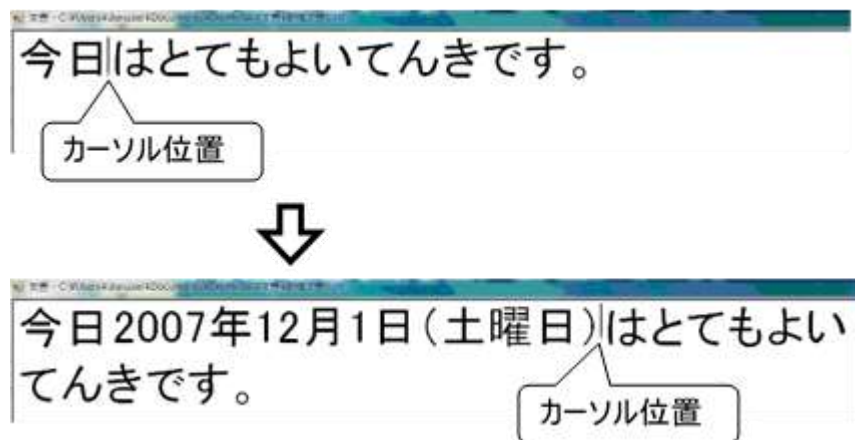 今日はとてもよいてんきです。
カーソル位置
今日2007年12月1日(土曜日)はとてもよい
てんきです。
カーソル位置